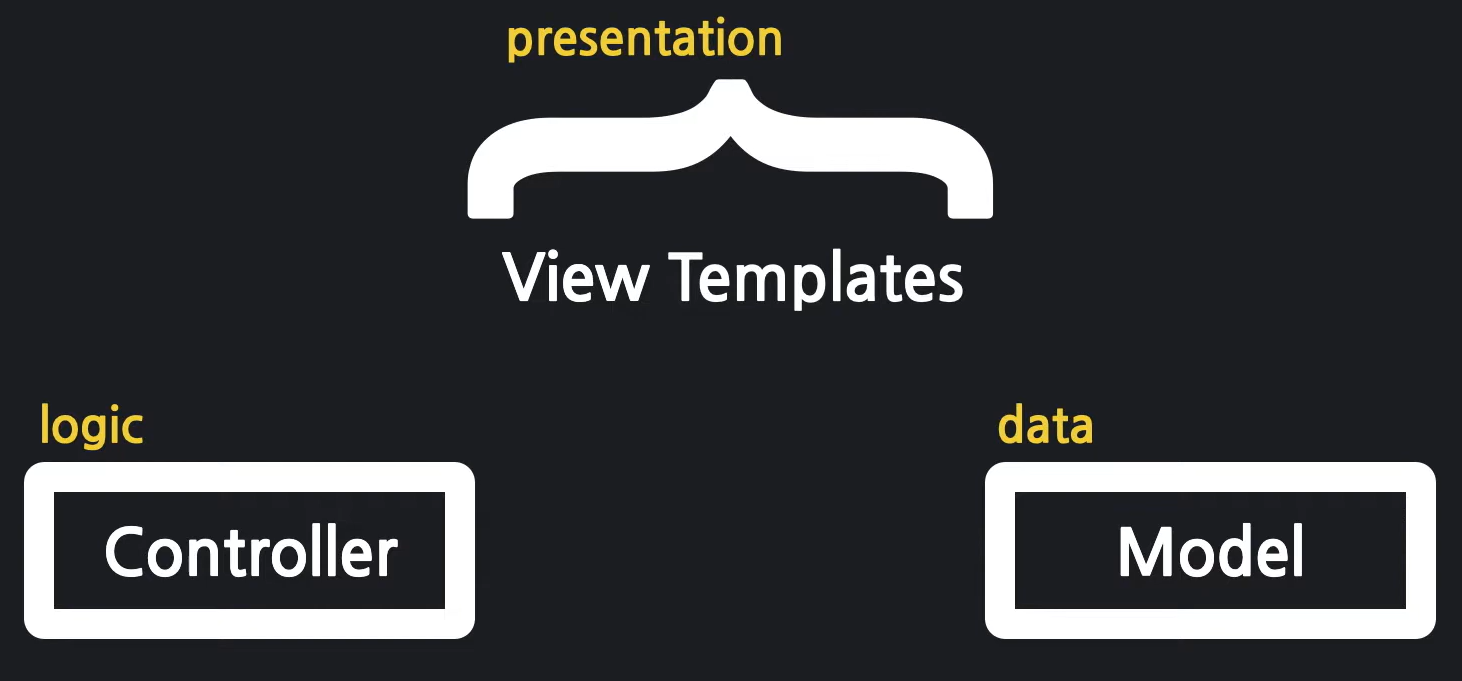 presentation
View Templates
logic
data
Controller
Model